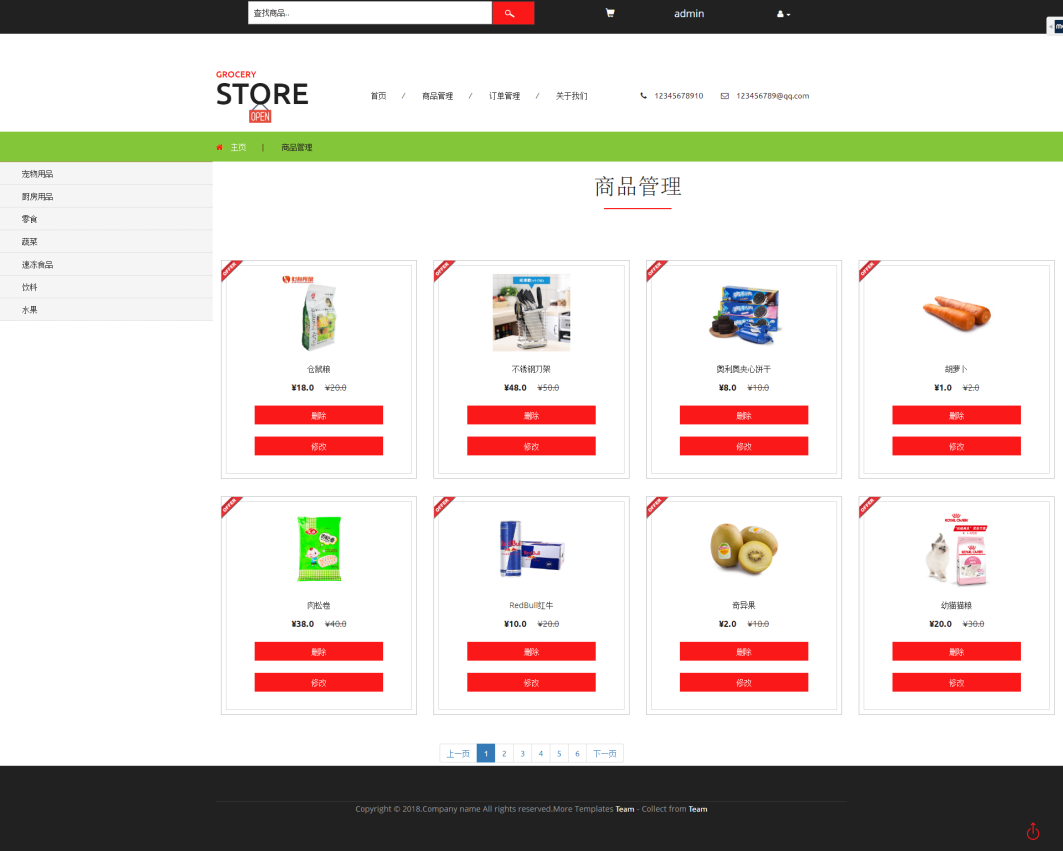 查找商品..
admin
GROCERY
STORE
OPEN
首页 / 商品管理 / 订单管理 / 关于我们
12345678910
123456789@qq.com
主页 | 商品管理
宠物用品
厨房用品
零食
蔬菜
速冻食品
饮料
水果
商品管理
OFFER
OFFER
OFFER
OFFER
仓鼠粮
不锈钢刀架
奥利奥夹心饼干
胡萝卜
¥18.0 ¥20.0
¥48.0 ¥50.0
¥8.0 ¥10.0
¥1.0 ¥2.0
删除
删除
删除
删除
修改
修改
修改
修改
OFFER
OFFER
OFFER
OFFER
ROYAL CANIN
肉松卷
RedBull红牛
奇异果
幼猫猫粮
¥38.0 ¥40.0
¥10.0 ¥20.0
¥2.0 ¥10.0
¥20.0 ¥30.0
删除
删除
删除
删除
修改
修改
修改
修改
上一页 1 2 3 4 5 6 下一页
Copyright © 2018.Company name All rights reserved.More Templates Team - Collect from Team